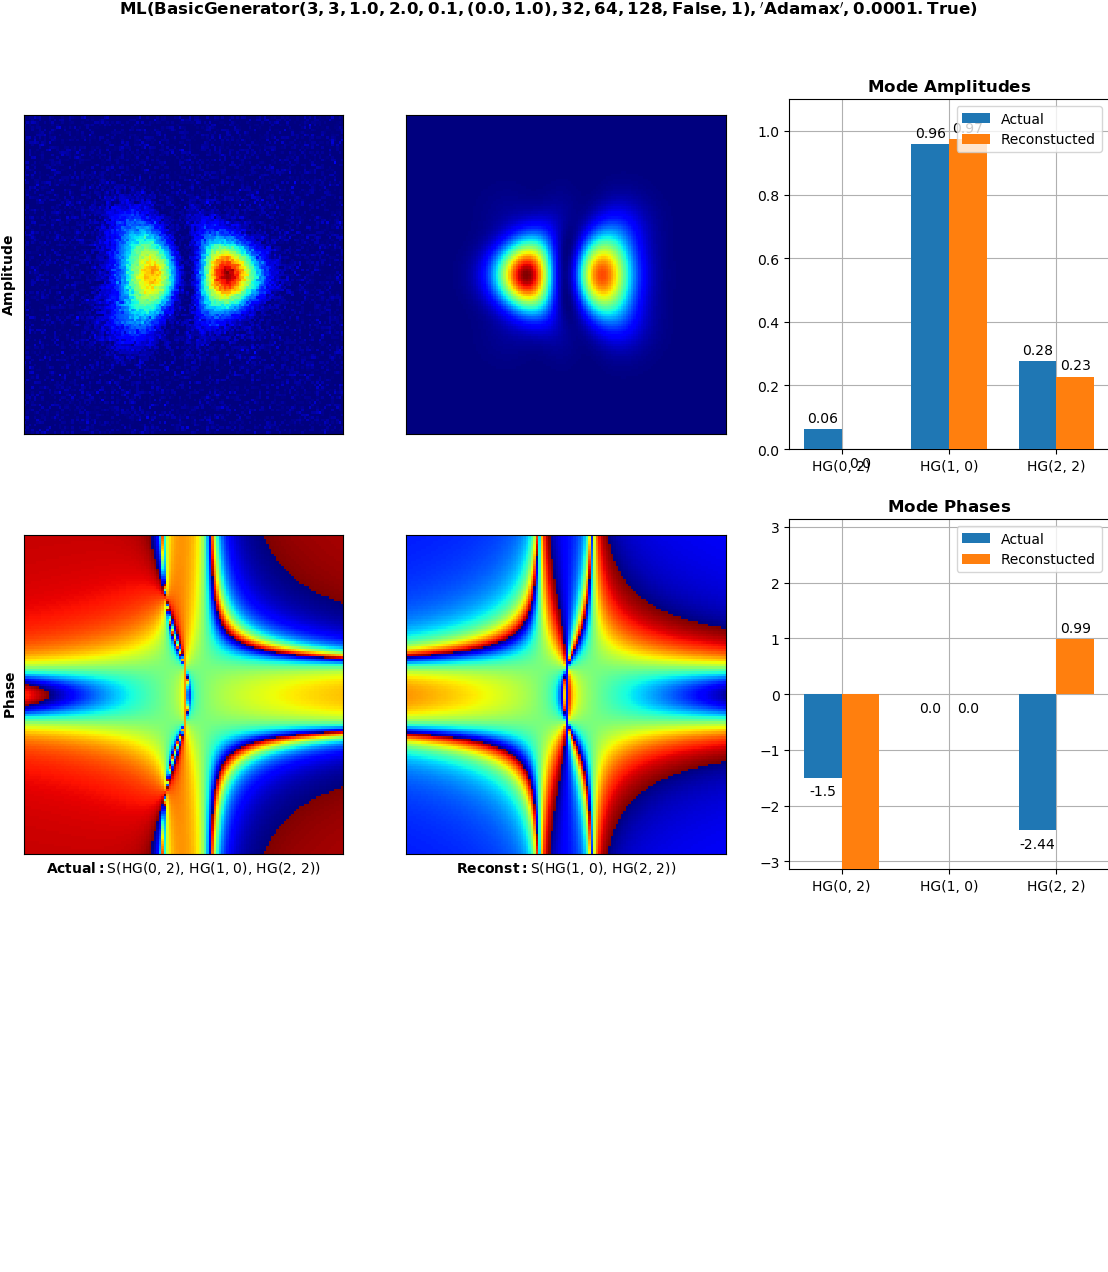 ML(BasicGenerator(3, 3, 1.0, 2.0, 0.1, (0.0, 1.0), 32, 64, 128, False, 1), ′Adamax′, 0.0001. True)
Amplitude
Mode Amplitudes
Actual
Reconstucted
1.0
0.8
0.6
0.4
0.2
0.0
0.06
0.0
0.96
0.97
0.28
0.23
HG(0, 2)
HG(1, 0)
HG(2, 2)
Phase
Actual: S(HG(0, 2), HG(1, 0), HG(2, 2))
Reconst: S(HG(1, 0), HG(2, 2))
Mode Phases
Actual
Reconstucted
3
2
1
0
−1
−2
−3
-1.5
0.0
0.0
-2.44
0.99
HG(0, 2)
HG(1, 0)
HG(2, 2)